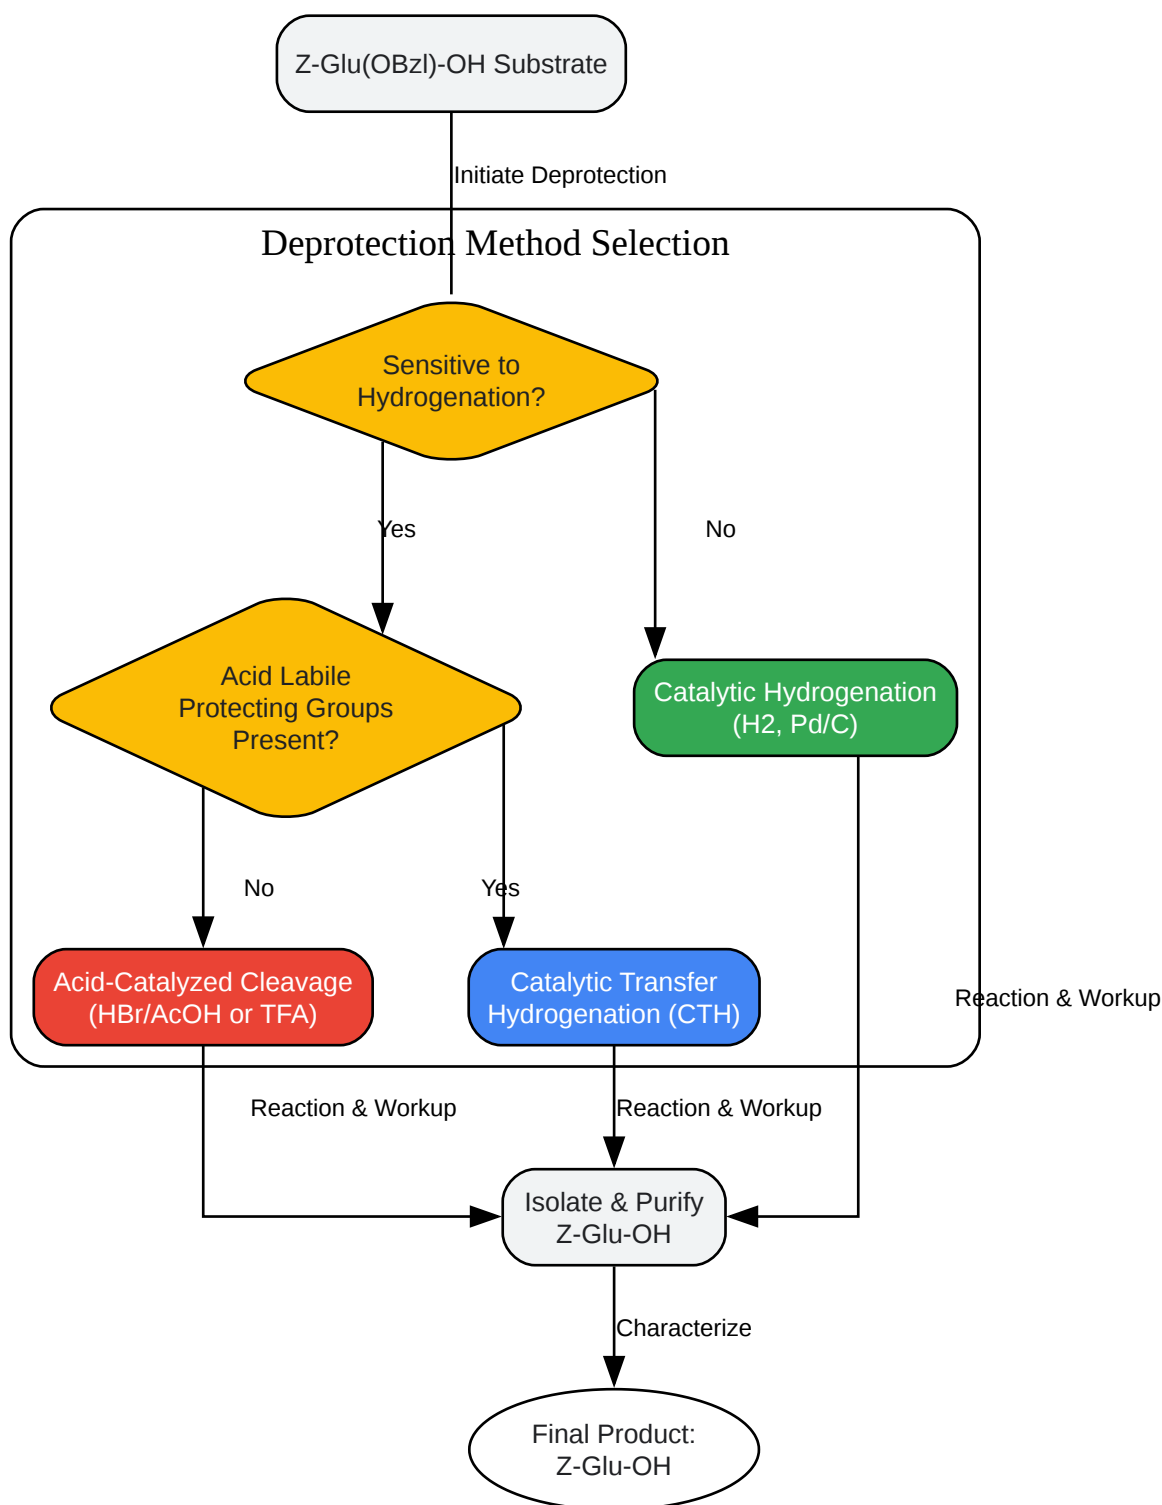 Z-Glu(OBzl)-OH Substrate
Initiate Deprotection
Deprotection Method Selection
Sensitive to
Hydrogenation?
Yes
No
Acid Labile
Protecting Groups
Present?
Catalytic Hydrogenation
(H2, Pd/C)
No
Yes
Acid-Catalyzed Cleavage
(HBr/AcOH or TFA)
Catalytic Transfer
Hydrogenation (CTH)
Reaction & Workup
Reaction & Workup
Reaction & Workup
Isolate & Purify
Z-Glu-OH
Characterize
Final Product:
Z-Glu-OH